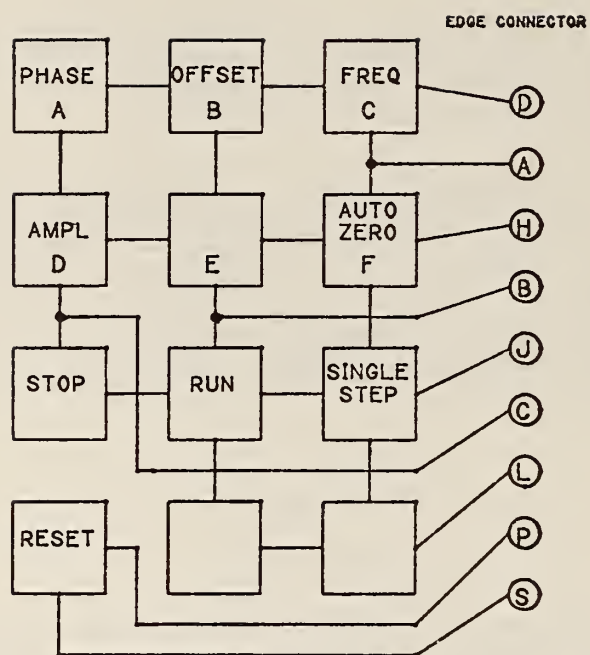 EDGE CONNECTOR
PHASE
A
OFFSET
B
FREQ
C
D
A
AMPL
D
E
AUTO
ZERO
F
H
B
STOP
RUN
SINGLE
STEP
J
C
L
RESET
P
S